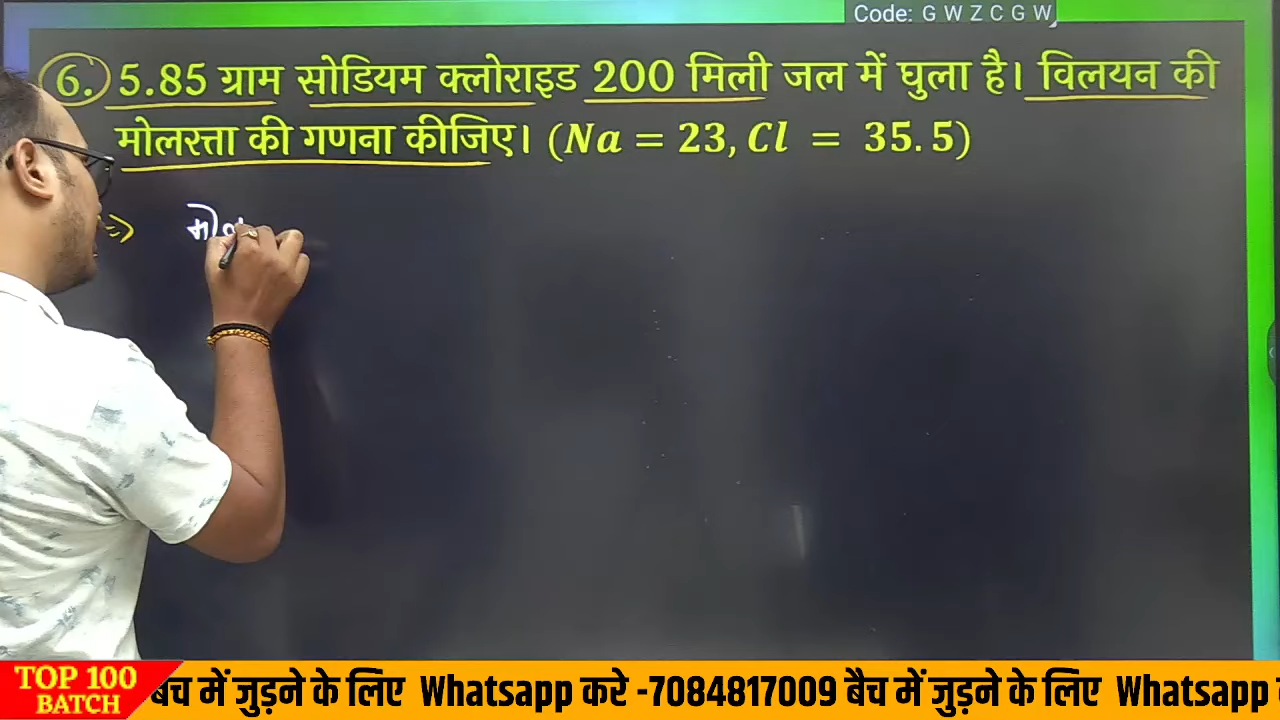 Code: G W Z C G W
6. 5.85 ग्राम सोडियम क्लोराइड 200 मिली जल में घुला है। विलयन की
मोलरत्ता की गणना कीजिए। (Na = 23, Cl = 35.5)
TOP 100
BATCH
बैच में जुड़ने के लिए Whatsapp करे -7084817009 बैच में जुड़ने के लिए Whatsapp